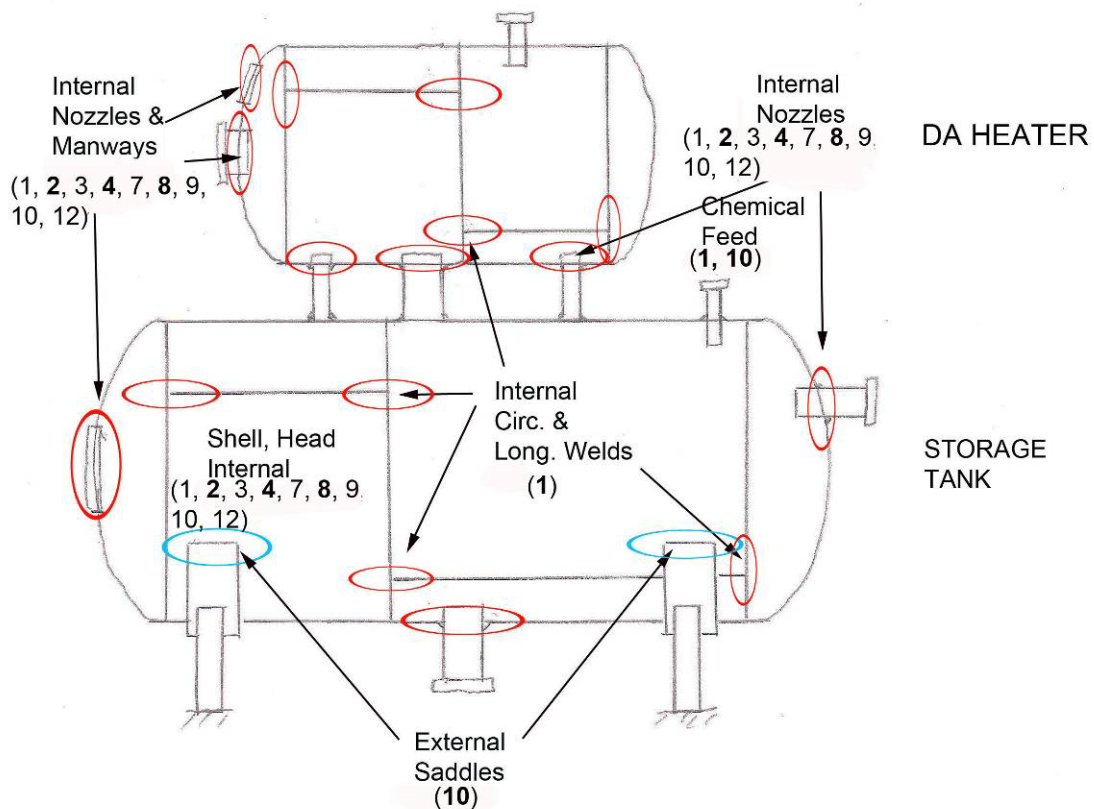 Internal
Nozzles &
Manways
(1, 2, 3, 4, 7, 8, 9,
10, 12)
Internal
Nozzles
(1, 2, 3, 4, 7, 8, 9,
10, 12)
DA HEATER
Chemical
Feed
(1, 10)
Internal
Circ. &
Long. Welds
(1)
Shell, Head
Internal
(1, 2, 3, 4, 7, 8, 9,
10, 12)
STORAGE
TANK
External
Saddles
(10)